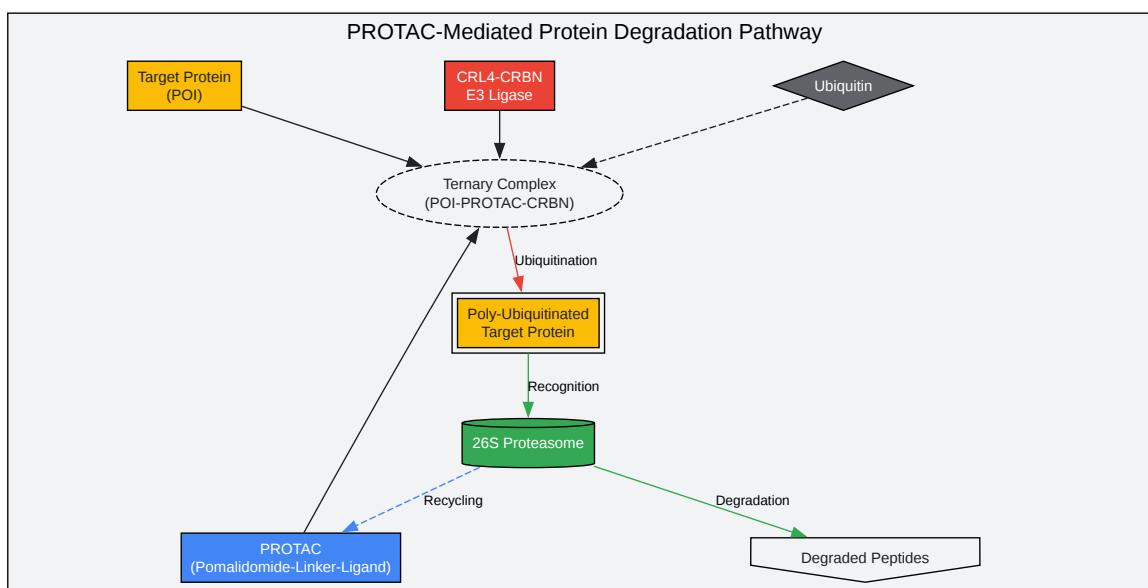 PROTAC-Mediated Protein Degradation Pathway
Target Protein
(POI)
CRL4-CRBN
E3 Ligase
Ubiquitin
Ternary Complex
(POI-PROTAC-CRBN)
Ubiquitination
Poly-Ubiquitinated
Target Protein
Recognition
26S Proteasome
Recycling
Degradation
PROTAC
(Pomalidomide-Linker-Ligand)
Degraded Peptides